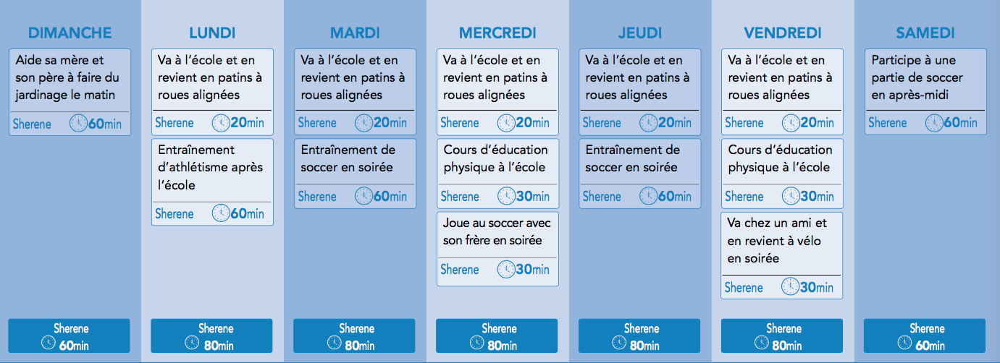 DIMANCHE
Aide sa mère et
son père à faire du
jardinage le matin
Sherene 60min
Sherene
60min
LUNDI
Va à l'école et en
revient en patins à
roues alignées
Sherene 20min
Entraînement
d'athlétisme après
l'école
Sherene 60min
Sherene
80min
MARDI
Va à l'école et en
revient en patins à
roues alignées
Sherene 20min
Entraînement de
soccer en soirée
Sherene 60min
Sherene
80min
MERCREDI
Va à l'école et en
revient en patins à
roues alignées
Sherene 20min
Cours d'éducation
physique à l'école
Sherene 30min
Joue au soccer avec
son frère en soirée
Sherene 30min
Sherene
80min
JEUDI
Va à l'école et en
revient en patins à
roues alignées
Sherene 20min
Entraînement de
soccer en soirée
Sherene 60min
Sherene
80min
VENDREDI
Va à l'école et en
revient en patins à
roues alignées
Sherene 20min
Cours d'éducation
physique à l'école
Sherene 30min
Va chez un ami et
en revient à vélo
en soirée
Sherene 30min
Sherene
80min
SAMEDI
Participe à une
partie de soccer
en après-midi
Sherene 60min
Sherene
60min